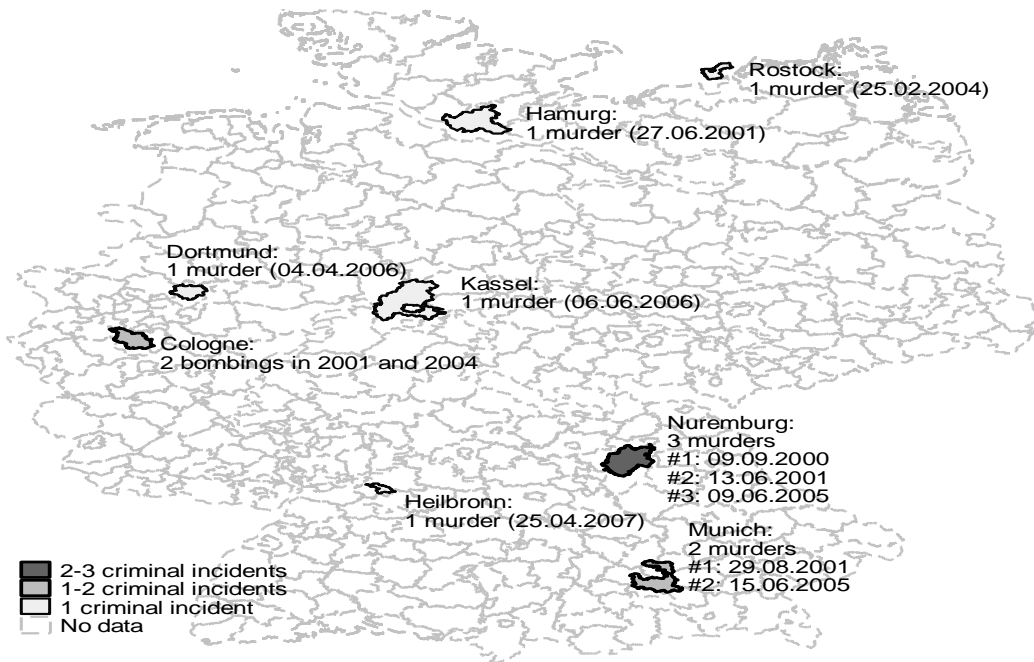 Rostock:
1 murder (25.02.2004)
Hamurg:
1 murder (27.06.2001)
Dortmund:
1 murder (04.04.2006)
Kassel:
1 murder (06.06.2006)
Cologne:
2 bombings in 2001 and 2004
Nuremburg:
3 murders
#1: 09.09.2000
#2: 13.06.2001
#3: 09.06.2005
Heilbronn:
1 murder (25.04.2007)
Munich:
2 murders
#1: 29.08.2001
#2: 15.06.2005
2-3 criminal incidents
1-2 criminal incidents
1 criminal incident
No data